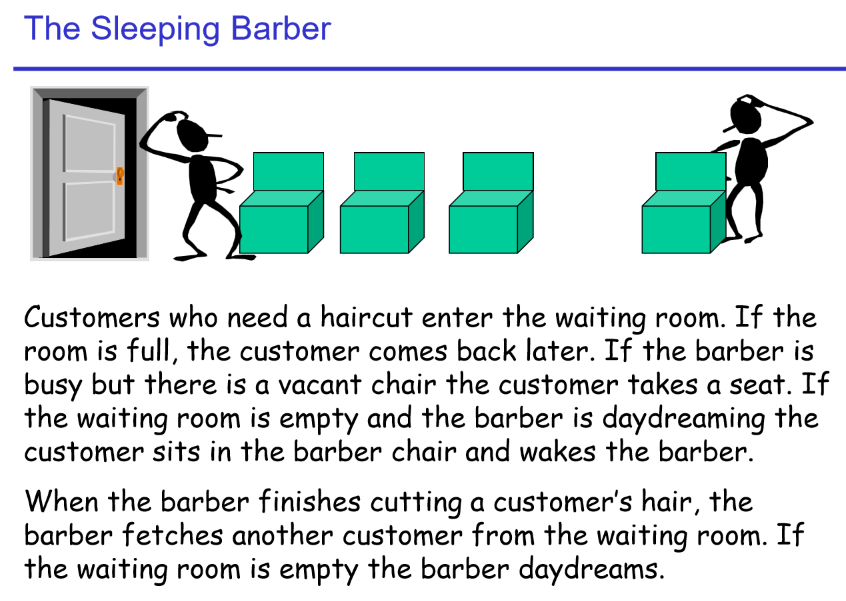 The Sleeping Barber
Customers who need a haircut enter the waiting room. If the
room is full, the customer comes back later. If the barber is
busy but there is a vacant chair the customer takes a seat. If
the waiting room is empty and the barber is daydreaming the
customer sits in the barber chair and wakes the barber.
When the barber finishes cutting a customer's hair, the
barber fetches another customer from the waiting room. If
the waiting room is empty the barber daydreams.